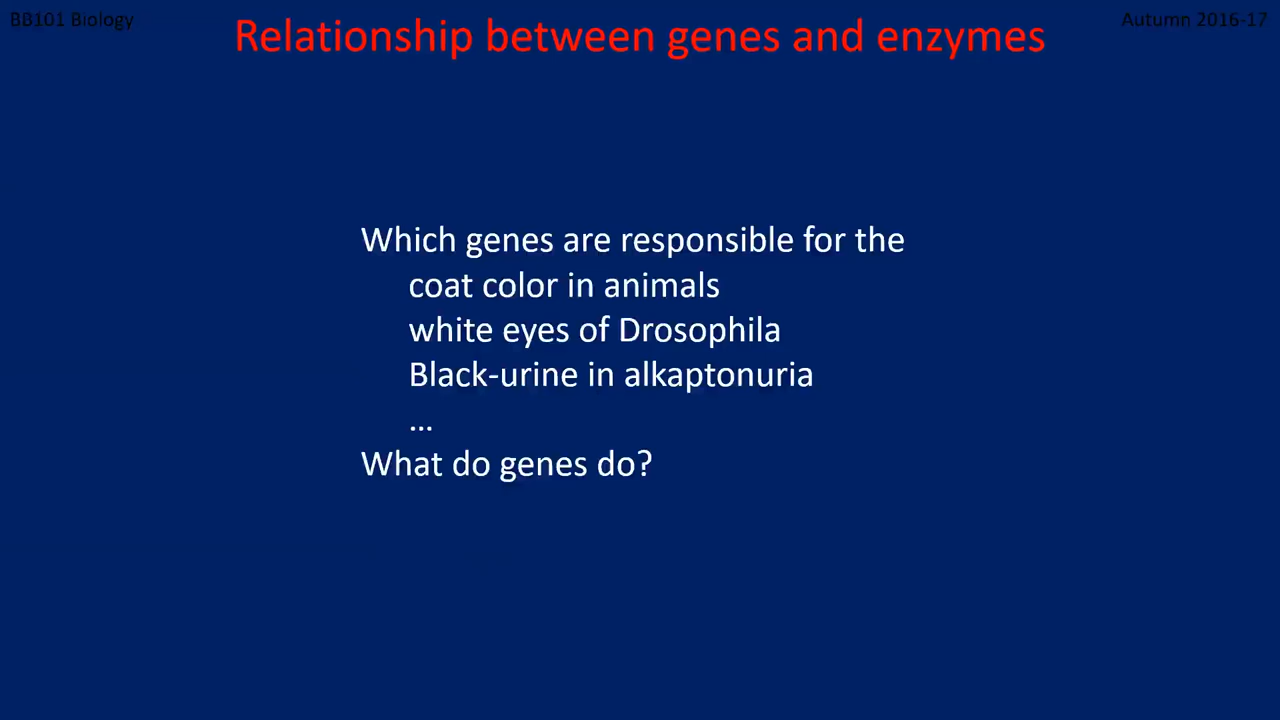 BB101 Biology
Autumn 2016-17
Relationship between genes and enzymes
Which genes are responsible for the
coat color in animals
white eyes of Drosophila
Black-urine in alkaptonuria
...
What do genes do?